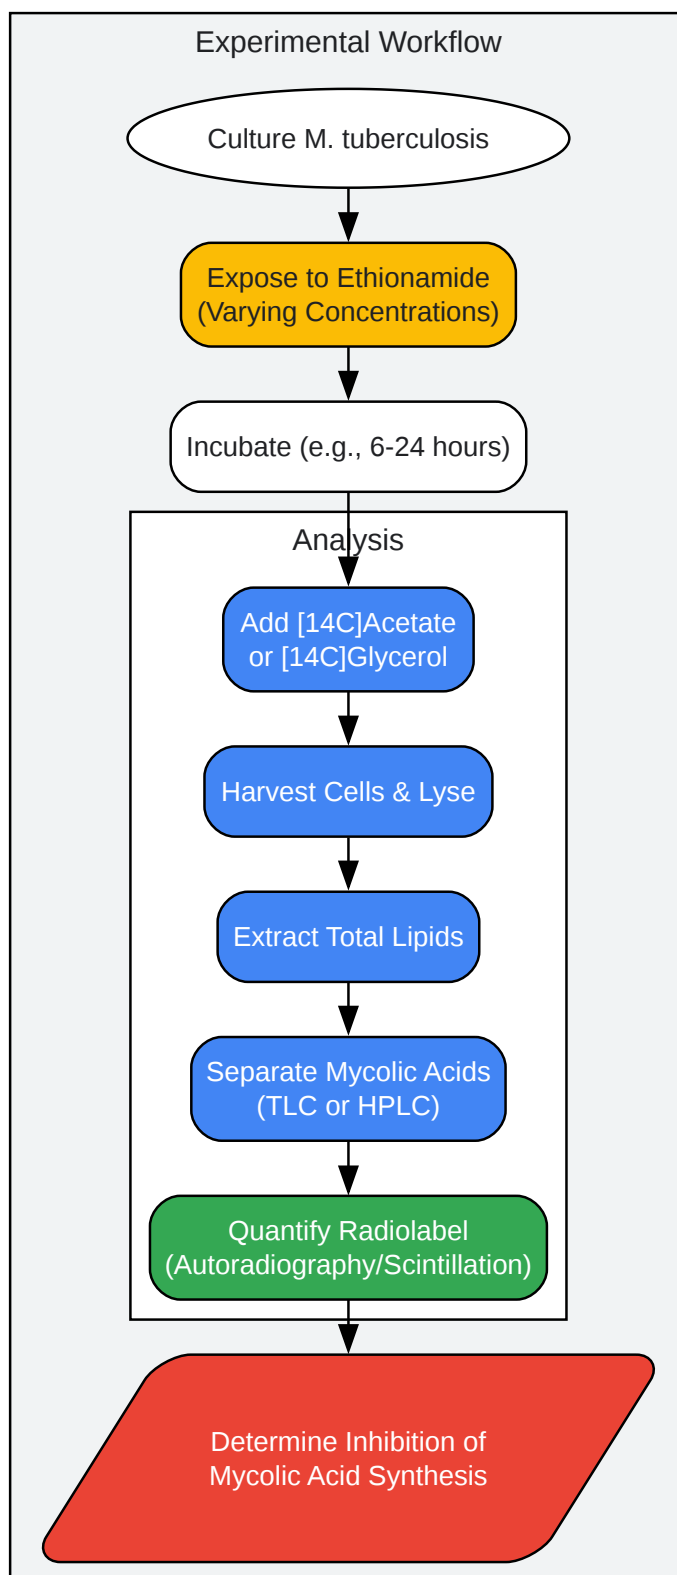 Experimental Workflow
Culture M. tuberculosis
Expose to Ethionamide
(Varying Concentrations)
Incubate (e.g., 6-24 hours)
Analysis
Add [14C]Acetate
or [14C]Glycerol
Harvest Cells & Lyse
Extract Total Lipids
Separate Mycolic Acids
(TLC or HPLC)
Quantify Radiolabel
(Autoradiography/Scintillation)
Determine Inhibition of
Mycolic Acid Synthesis